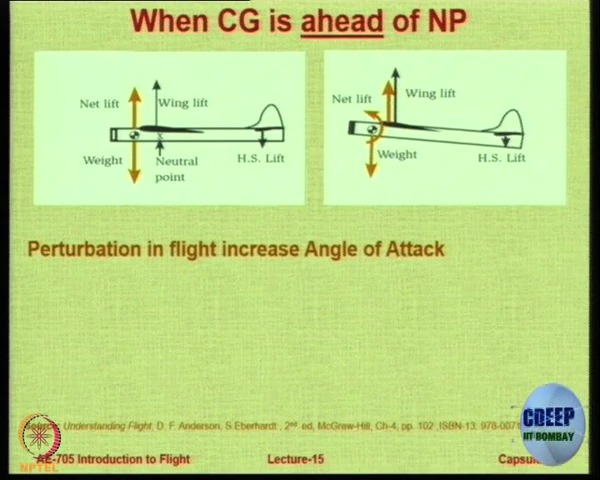 When CG is ahead of NP
Net lift
Wing lift
Weight
Neutral point
H.S. Lift
Net lift
Wing lift
Weight
H.S. Lift
Perturbation in flight increase Angle of Attack
Source: Understanding Flight, D. F. Anderson, S.Eberhardt , 2nd ed, McGraw-Hill, Ch-4, pp. 102 ,ISBN-13: 978-007
AE-705 Introduction to Flight
Lecture-15
NPTEL
CDEEP
IIT BOMBAY